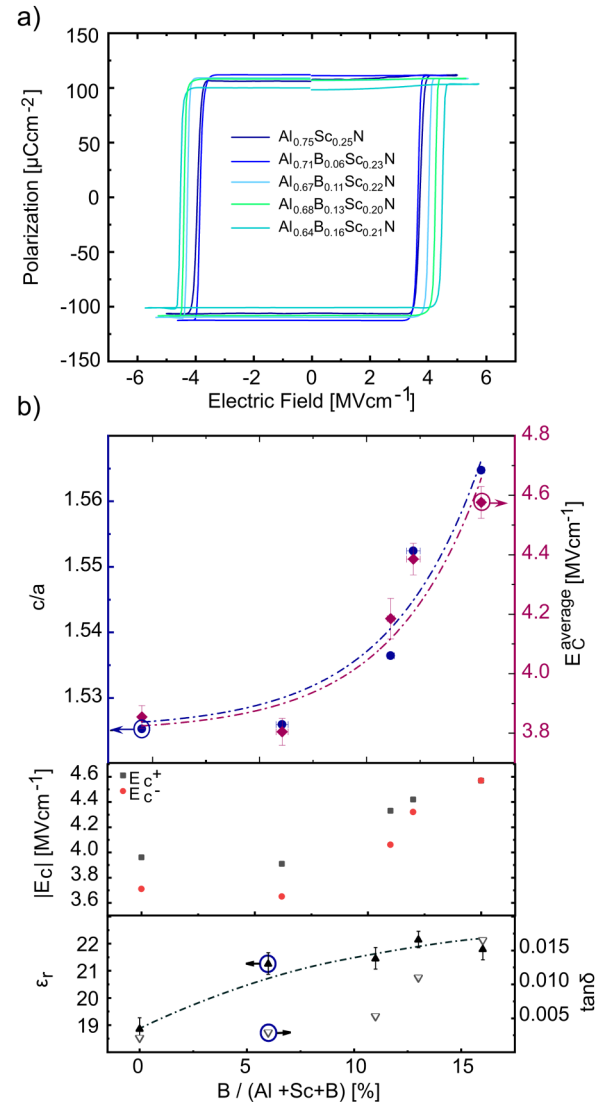 a)
Polarization [µCcm-2]
150
100
50
0
-50
-100
-150
Al0.75Sc0.25N
Al0.71B0.06Sc0.23N
Al0.67B0.11Sc0.22N
Al0.68B0.13Sc0.20N
Al0.64B0.16Sc0.21N
-6 -4 -2 0 2 4 6
Electric Field [MVcm-1]
b)
c/a
1.56
1.55
1.54
1.53
4.8
4.6
4.4
4.2
4.0
3.8
EC average [MVcm-1]
EC+
EC-
|Ec| [MVcm-1]
4.6
4.4
4.2
4.0
3.8
3.6
εr
22
21
20
19
0.015
0.010
0.005
tanδ
0 5 10 15
B / (Al +Sc+B) [%]